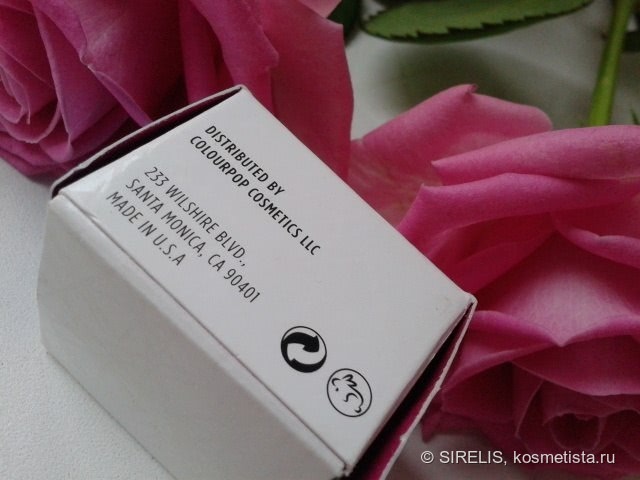 DISTRIBUTED BY
COLOURPOP COSMETICS LLC
233 WILSHIRE BLVD.,
SANTA MONICA, CA 90401
MADE IN U.S.A
© SIRELIS, kosmetista.ru